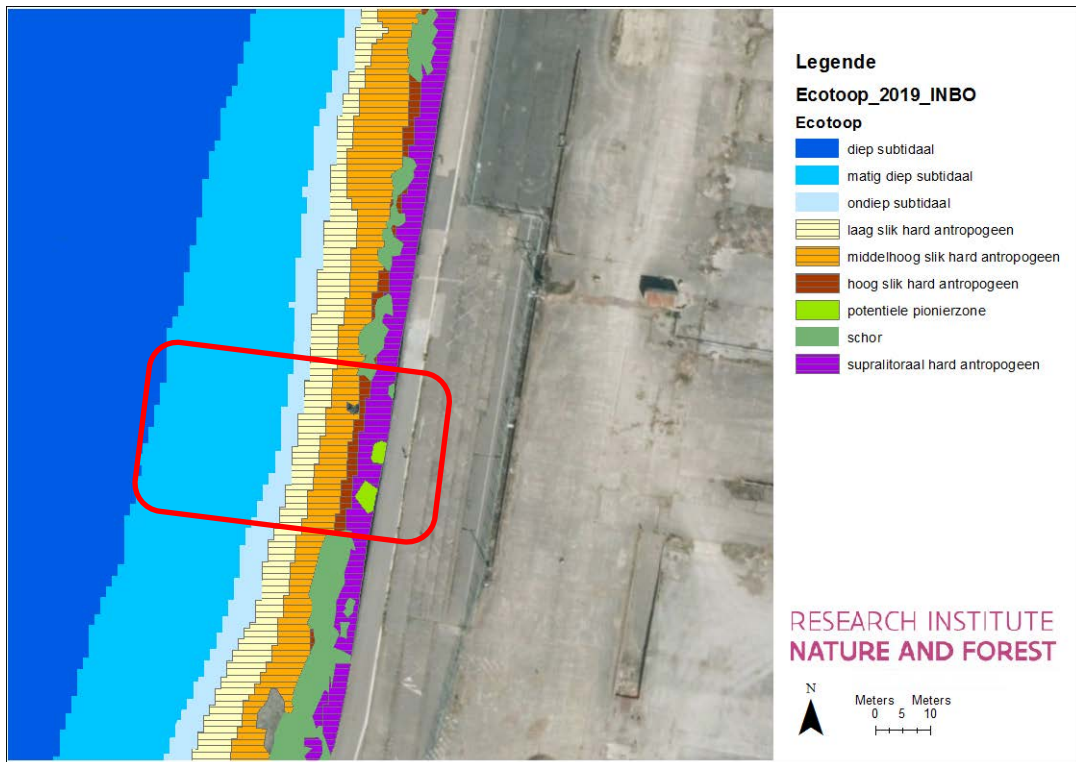 Legende
Ecotoop_2019_INBO
Ecotoop
diep subtidaal
matig diep subtidaal
ondiep subtidaal
laag slik hard antropogeen
middelhoog slik hard antropogeen
hoog slik hard antropogeen
potentiele pionierzone
schor
supralitoraal hard antropogeen
RESEARCH INSTITUTE
NATURE AND FOREST
N
Meters Meters
0 5 10